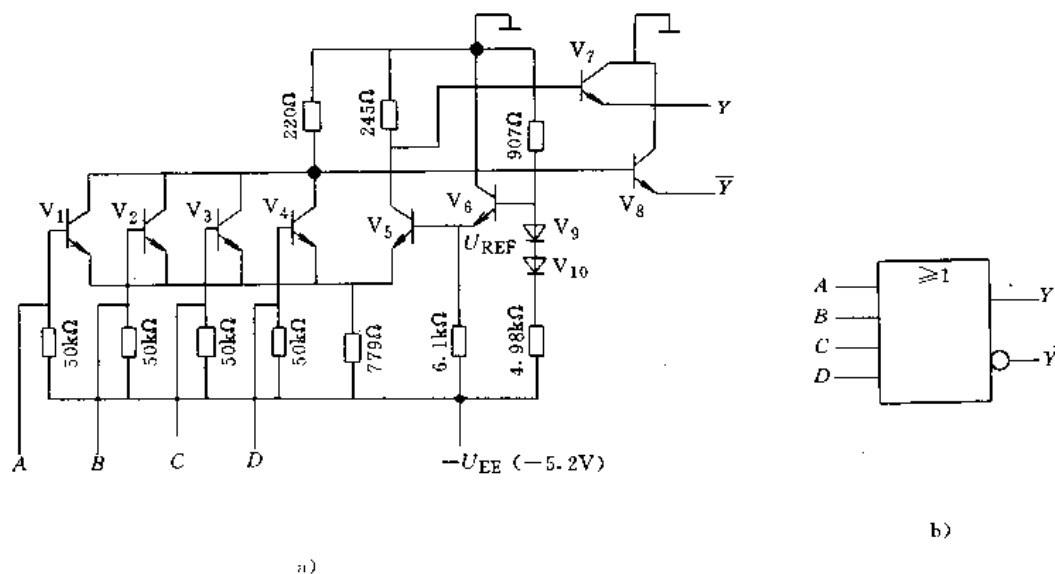 V7
Y
220Ω
245Ω
907Ω
Y̅
V8
V1
V2
V3
V4
V5
V6
UREF
V9
V10
50kΩ
50kΩ
50kΩ
50kΩ
779Ω
6.1kΩ
4.98kΩ
A
B
C
D
−UEE (−5.2V)
a)
≥1
A
B
C
D
Y
Y̅
b)